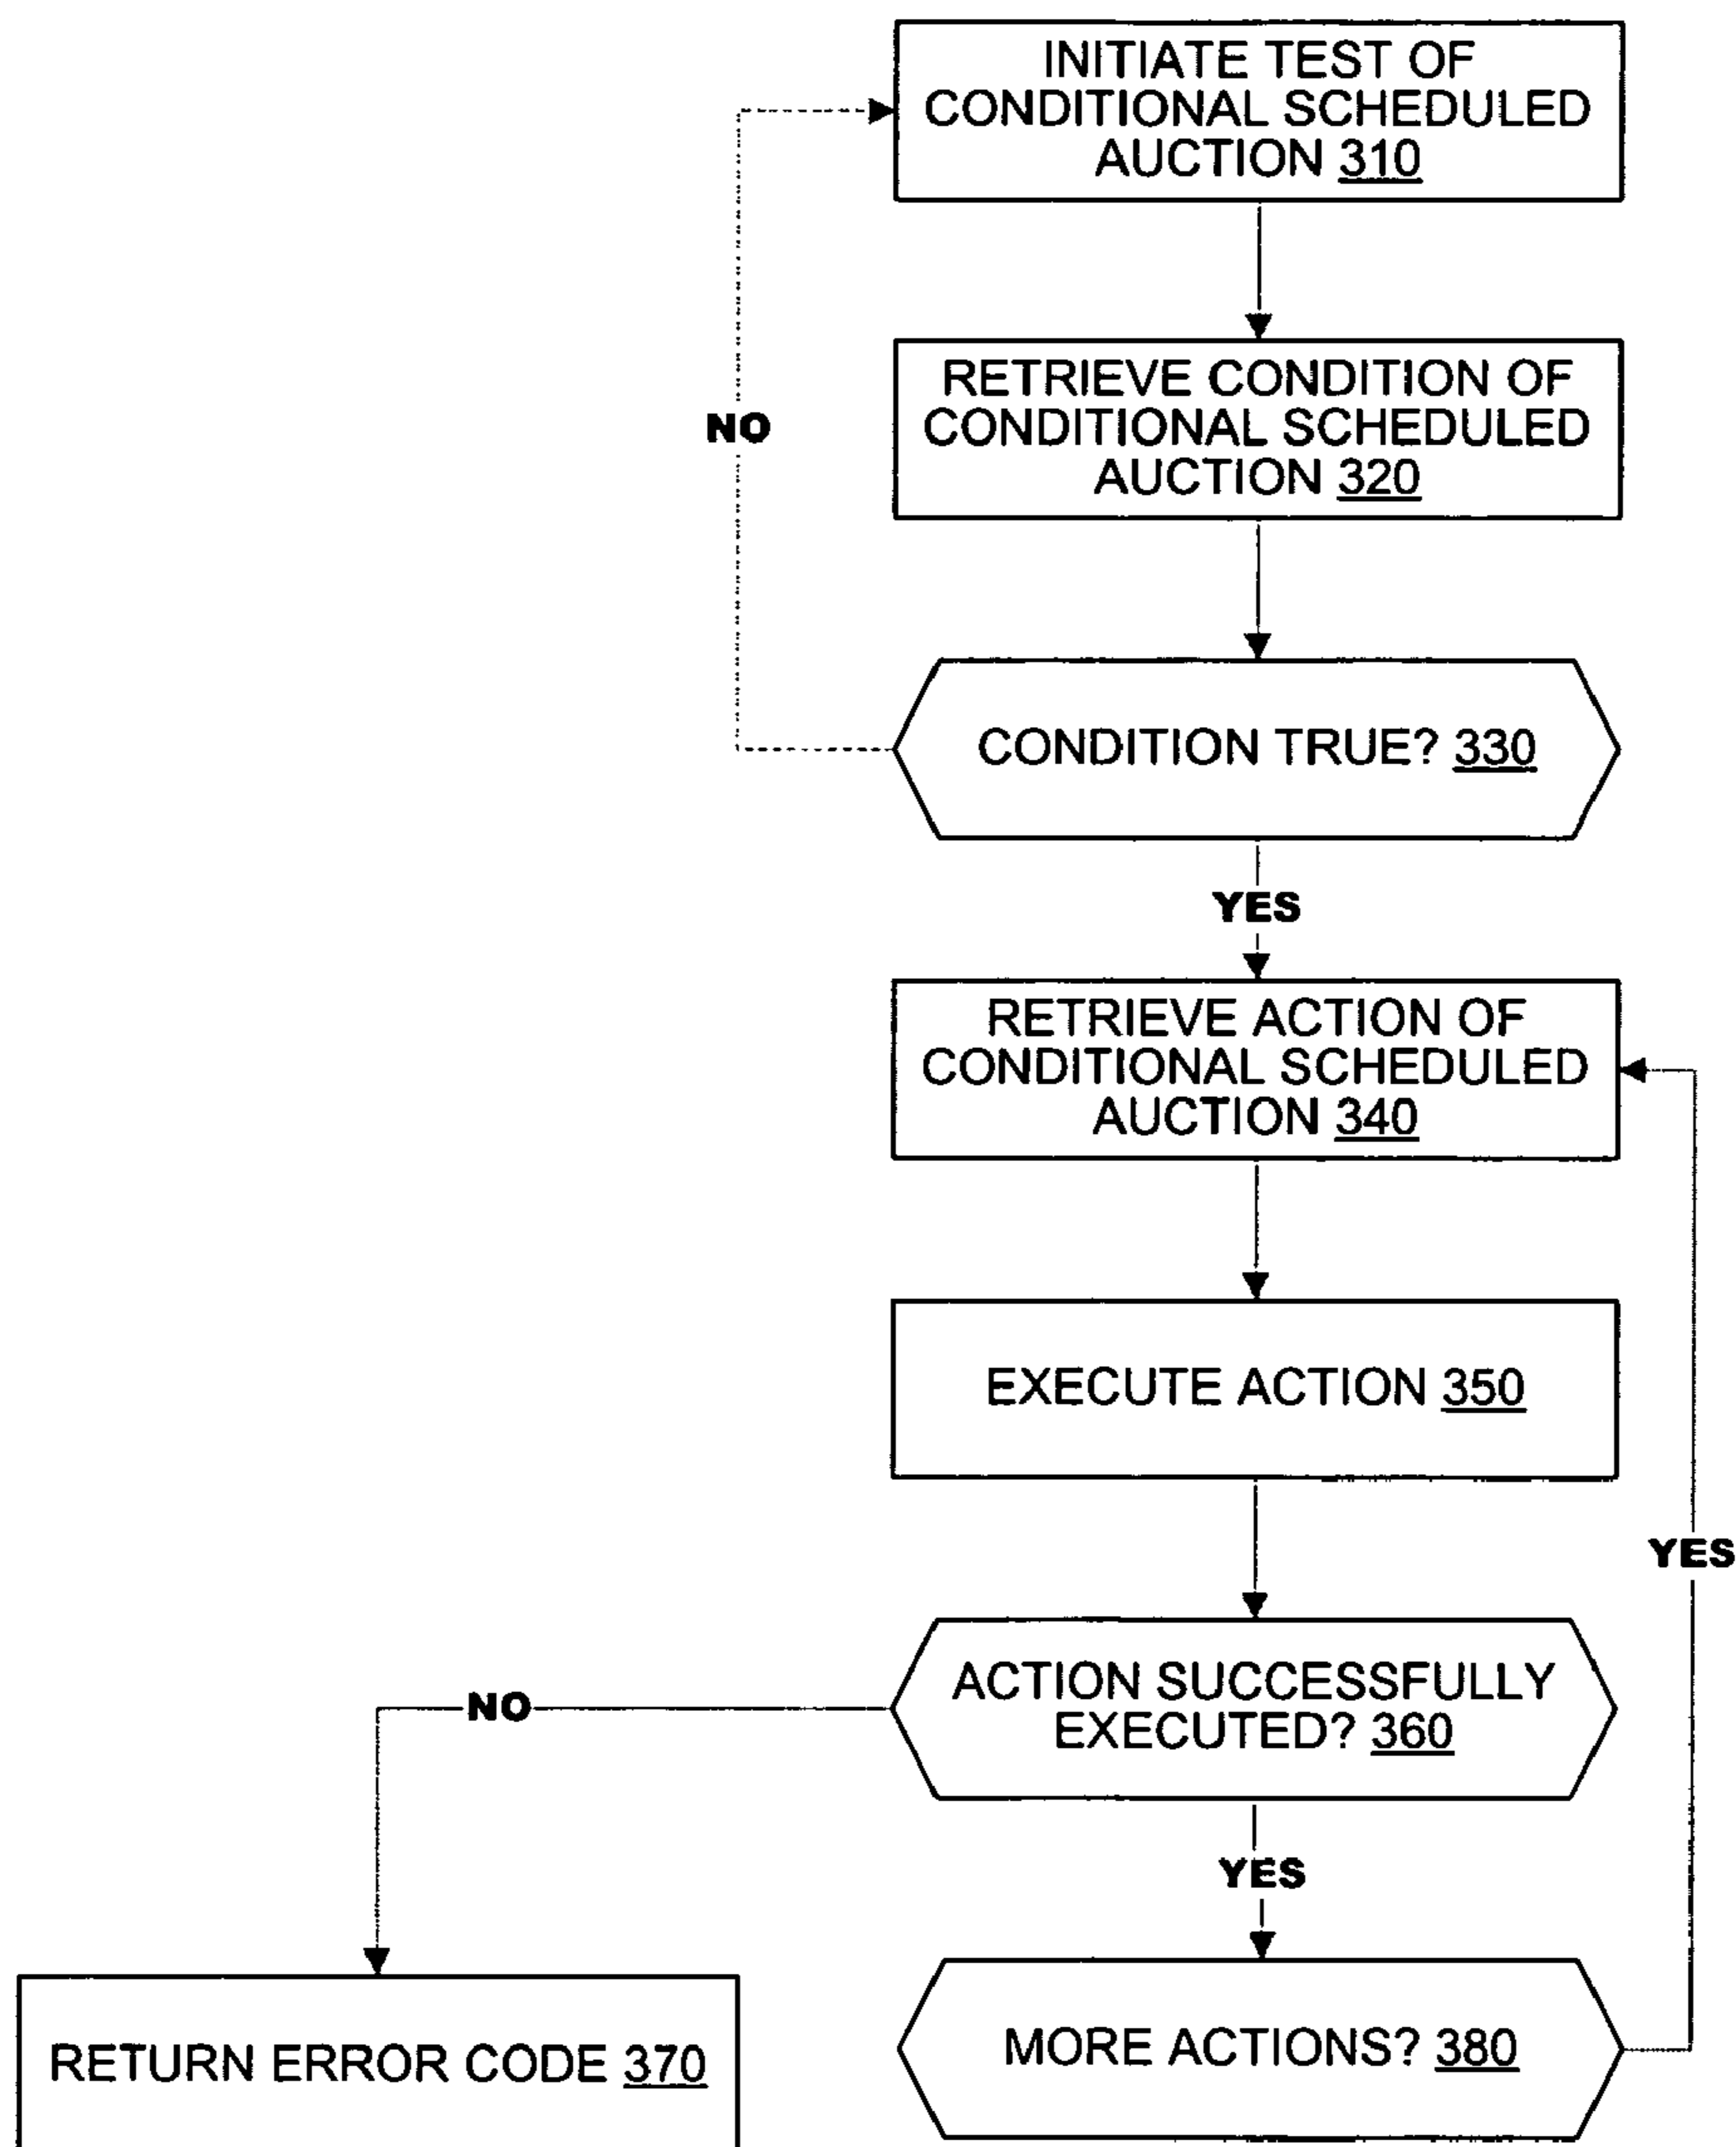 INITIATE TEST OF
CONDITIONAL SCHEDULED
AUCTION 310
RETRIEVE CONDITION OF
CONDITIONAL SCHEDULED
AUCTION 320
NO
CONDITION TRUE? 330
YES
RETRIEVE ACTION OF
CONDITIONAL SCHEDULED
AUCTION 340
EXECUTE ACTION 350
YES
ACTION SUCCESSFULLY
EXECUTED? 360
NO
YES
MORE ACTIONS? 380
RETURN ERROR CODE 370